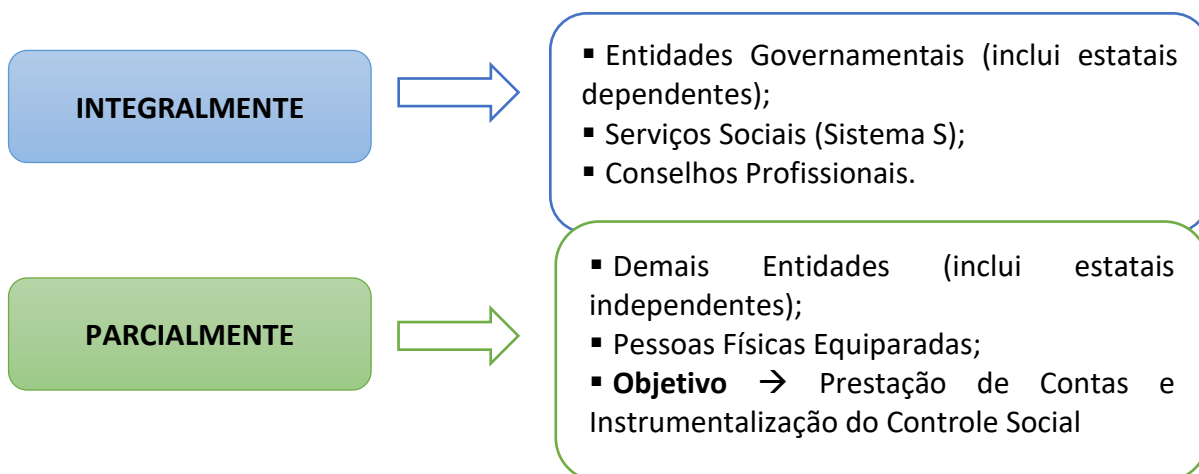 INTEGRALMENTE
▪ Entidades Governamentais (inclui estatais
dependentes);
▪ Serviços Sociais (Sistema S);
▪ Conselhos Profissionais.
PARCIALMENTE
▪ Demais Entidades (inclui estatais
independentes);
▪ Pessoas Físicas Equiparadas;
▪ Objetivo → Prestação de Contas e
Instrumentalização do Controle Social